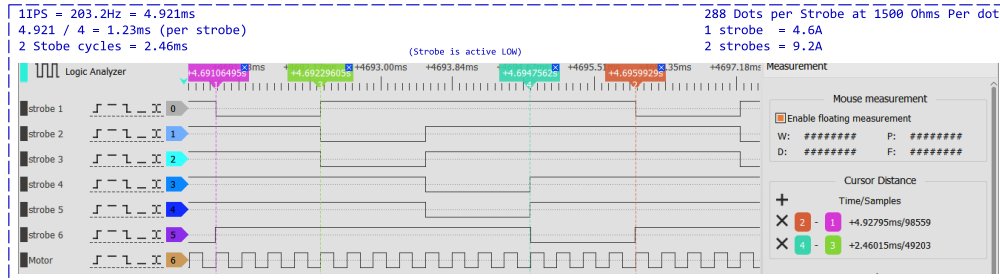 1IPS = 203.2Hz = 4.921ms
4.921 / 4 = 1.23ms (per strobe)
2 Stobe cycles = 2.46ms
(Strobe is active LOW)
288 Dots per Strobe at 1500 Ohms Per dot
1 strobe = 4.6A
2 strobes = 9.2A
Logic Analyzer
+4.69106495s
+4.69229605s
+4693.00ms
+4693.84ms
+4.6947562s
+4695.51
+4.6959929s
.35ms
+4697.18ms
strobe 1 0
strobe 2 1
strobe 3 2
strobe 4 3
strobe 5 4
strobe 6 5
Motor 6
Measurement
Mouse measurement
Enable floating measurement
W: ######## P: ########
D: ######## F: ########
Cursor Distance
Time/Samples
2 - 1 +4.92795ms/98559
4 - 3 +2.46015ms/49203